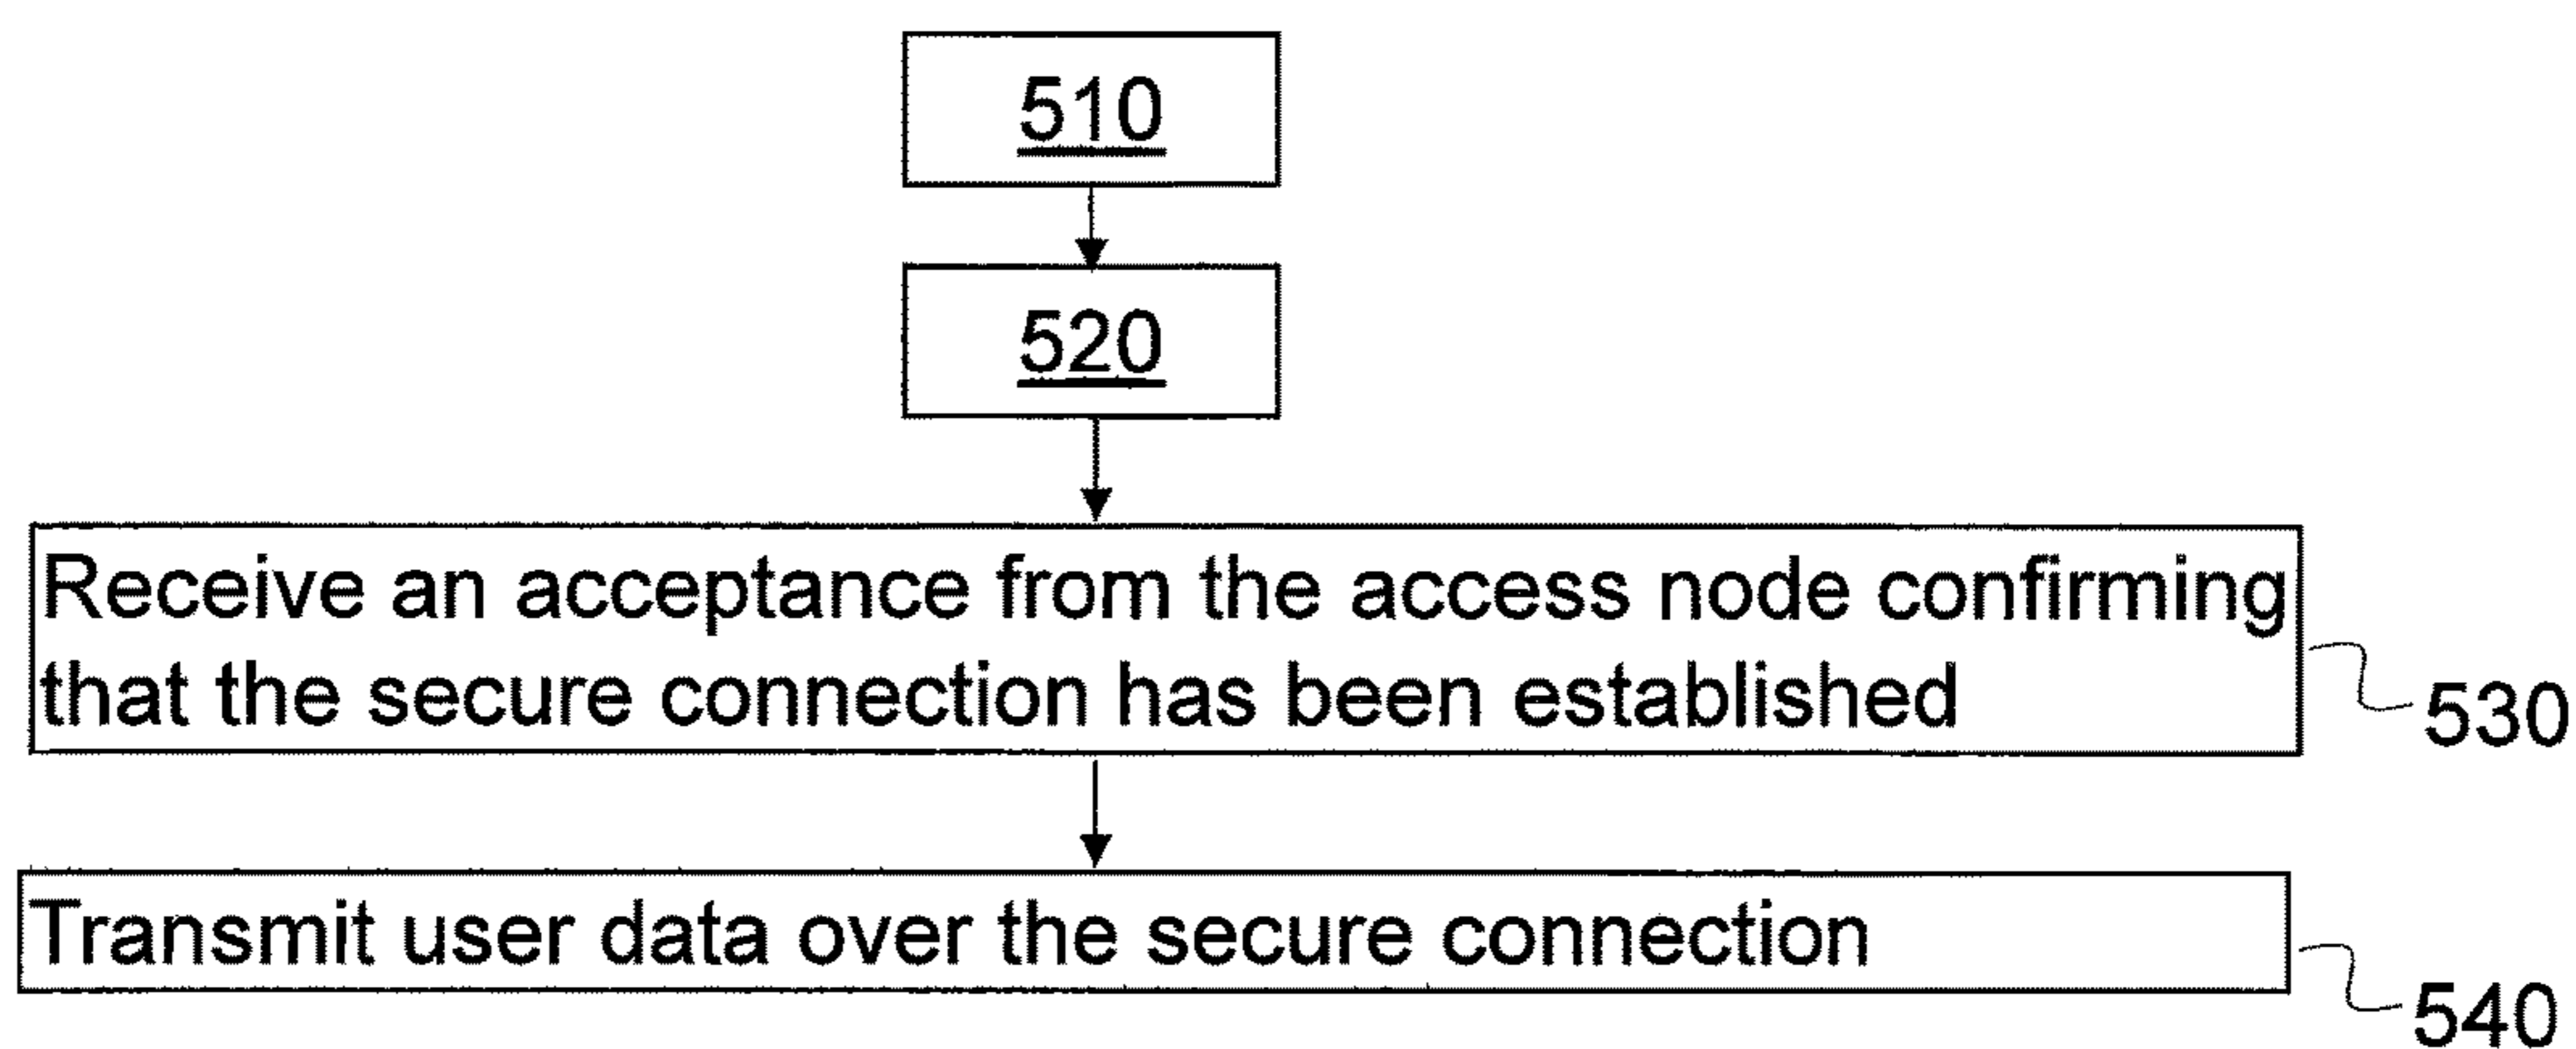 510
520
Receive an acceptance from the access node confirming
that the secure connection has been established
530
Transmit user data over the secure connection
540